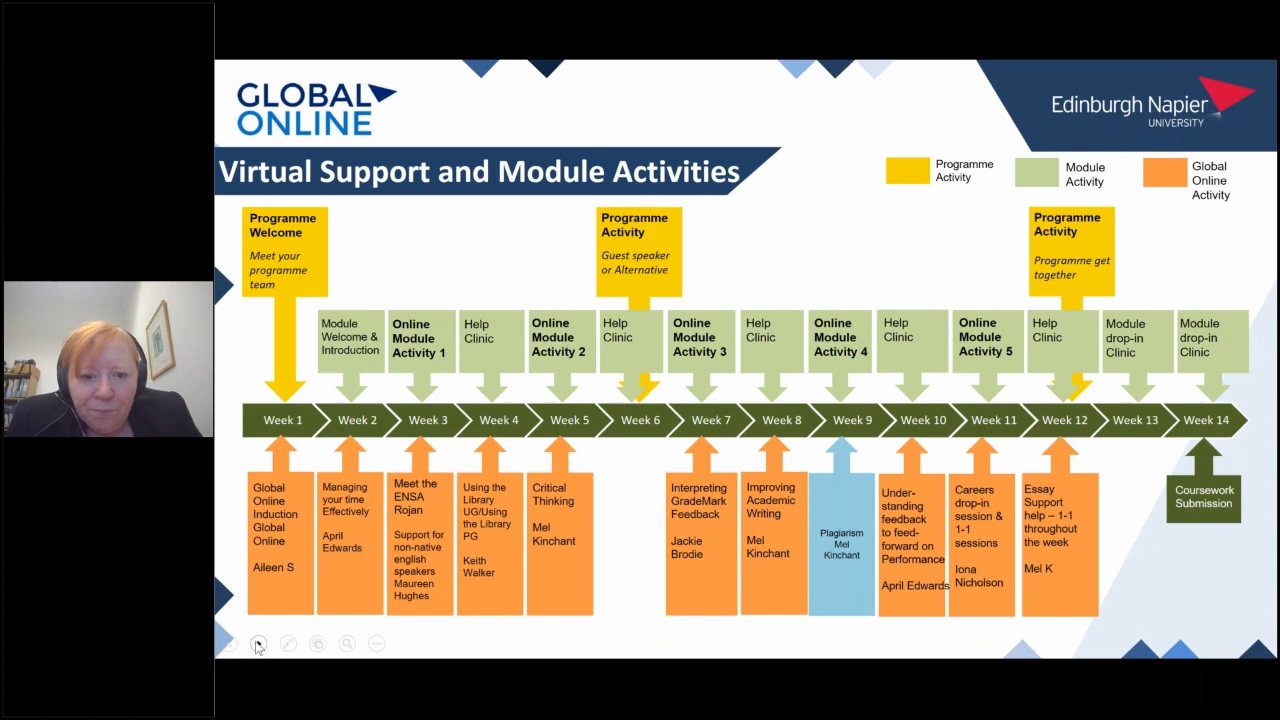 GLOBAL
ONLINE
Edinburgh Napier
UNIVERSITY
Virtual Support and Module Activities
Programme
Activity
Module
Activity
Global
Online
Activity
Programme
Welcome
Meet your
programme
team
Programme
Activity
Guest speaker
or Alternative
Programme
Activity
Programme get
together
Module
Welcome &
Introduction
Online
Module
Activity 1
Help
Clinic
Online
Module
Activity 2
Help
Clinic
Online
Module
Activity 3
Help
Clinic
Online
Module
Activity 4
Help
Clinic
Online
Module
Activity 5
Help
Clinic
Module
drop-in
Clinic
Module
drop-in
Clinic
Week 1
Week 2
Week 3
Week 4
Week 5
Week 6
Week 7
Week 8
Week 9
Week 10
Week 11
Week 12
Week 13
Week 14
Global
Online
Induction
Global
Online
Aileen S
Managing
your time
Effectively
April
Edwards
Meet the
ENSA
Rojan
Support for
non-native
english
speakers
Maureen
Hughes
Using the
Library
UG/Using
the Library
PG
Keith
Walker
Critical
Thinking
Mel
Kinchant
Interpreting
GradeMark
Feedback
Jackie
Brodie
Improving
Academic
Writing
Mel
Kinchant
Plagiarism
Mel
Kinchant
Under-
standing
feedback
to feed-
forward on
Performance
April Edwards
Careers
drop-in
session &
1-1
sessions
Iona
Nicholson
Essay
Support
help – 1-1
throughout
the week
Mel K
Coursework
Submission